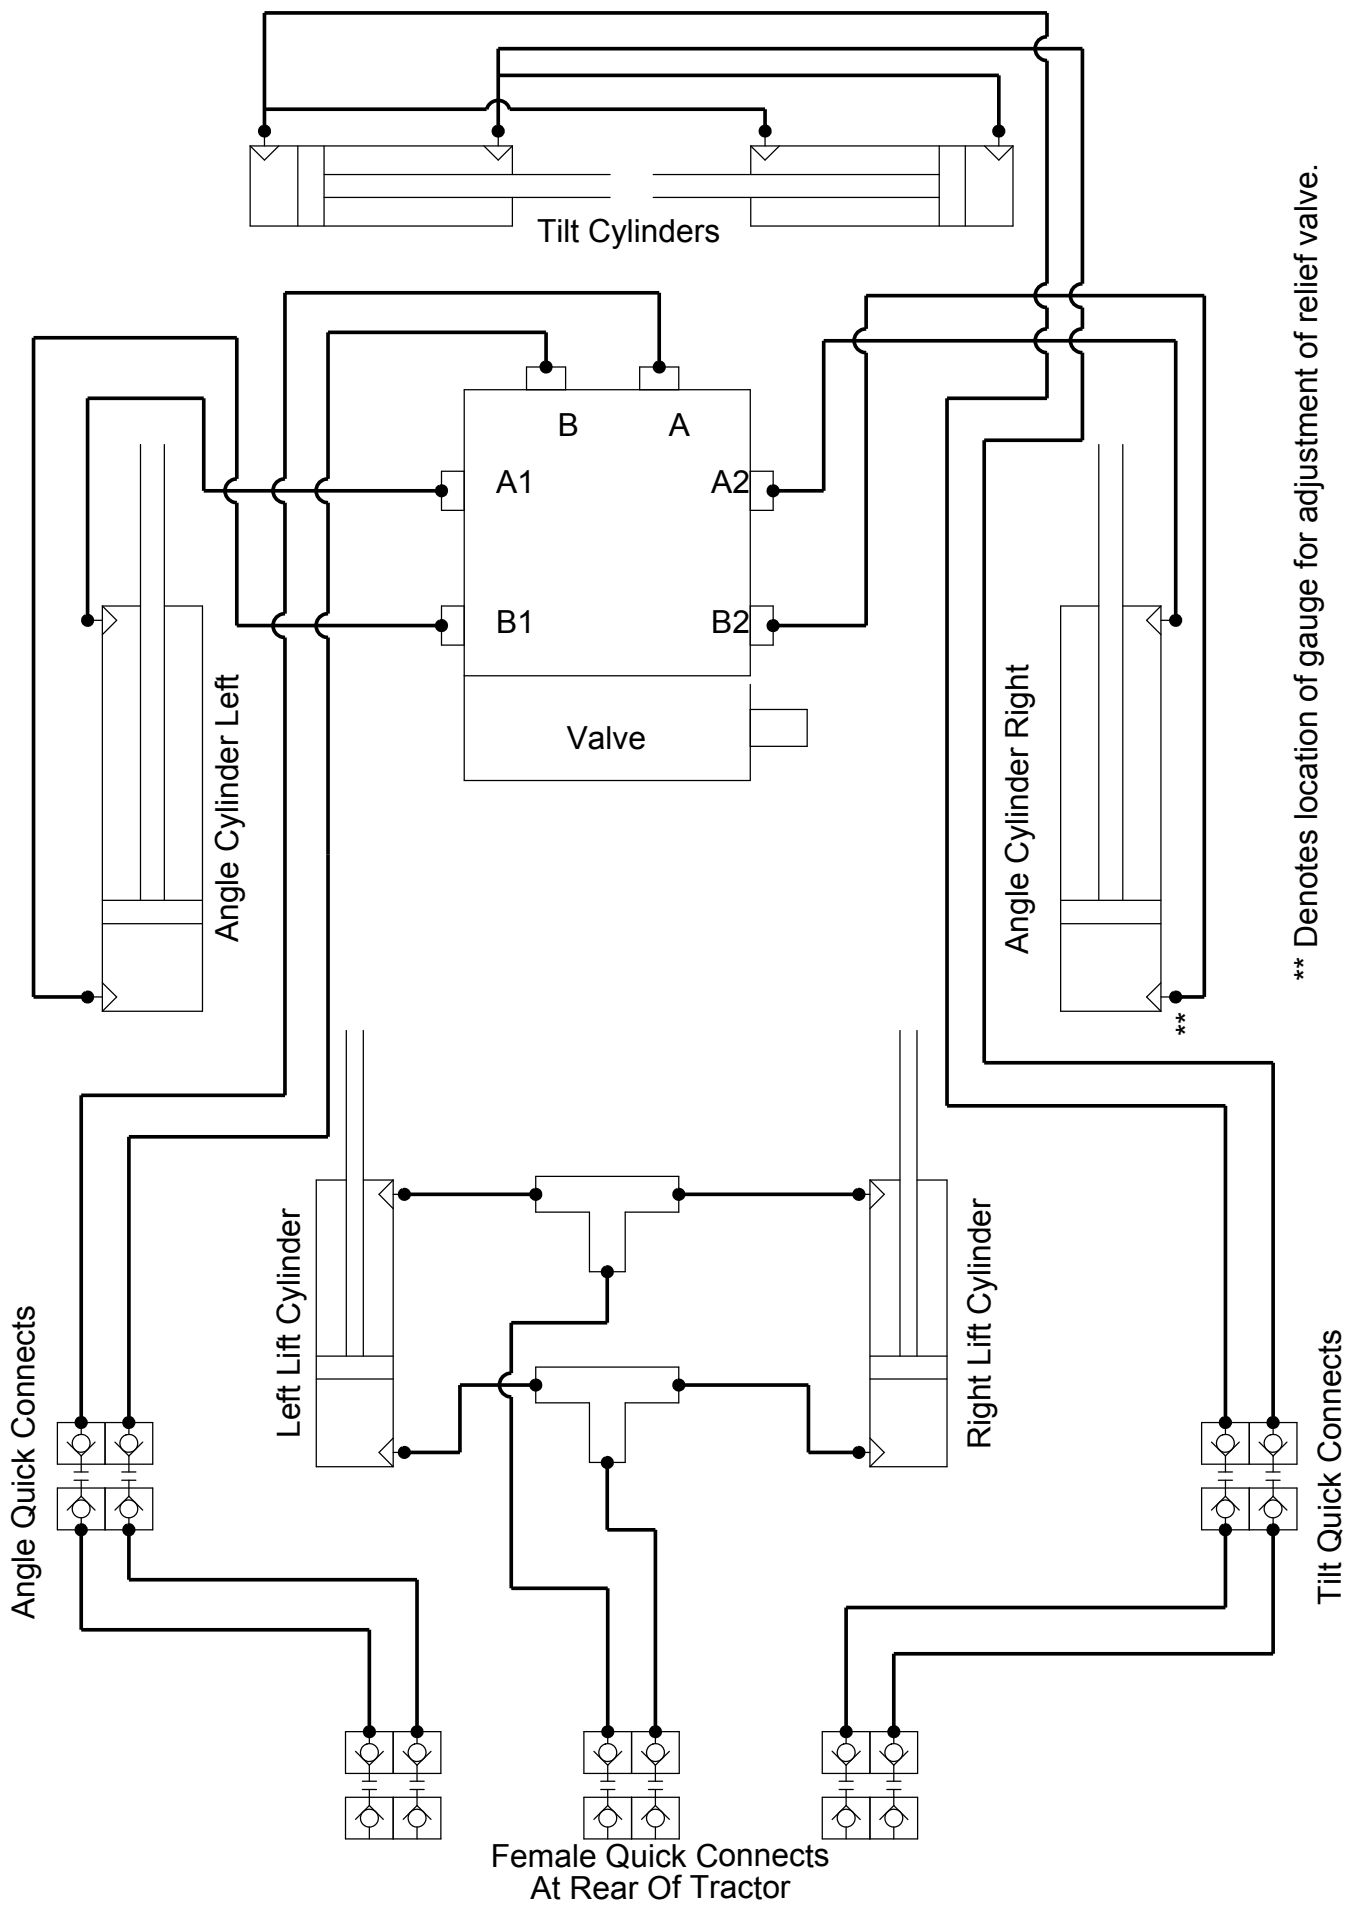 Tilt Cylinders
** Denotes location of gauge for adjustment of relief valve.
B
A
A1
A2
B1
B2
Valve
Angle Cylinder Left
Angle Cylinder Right
**
Left Lift Cylinder
Right Lift Cylinder
Angle Quick Connects
Tilt Quick Connects
Female Quick Connects
At Rear Of Tractor